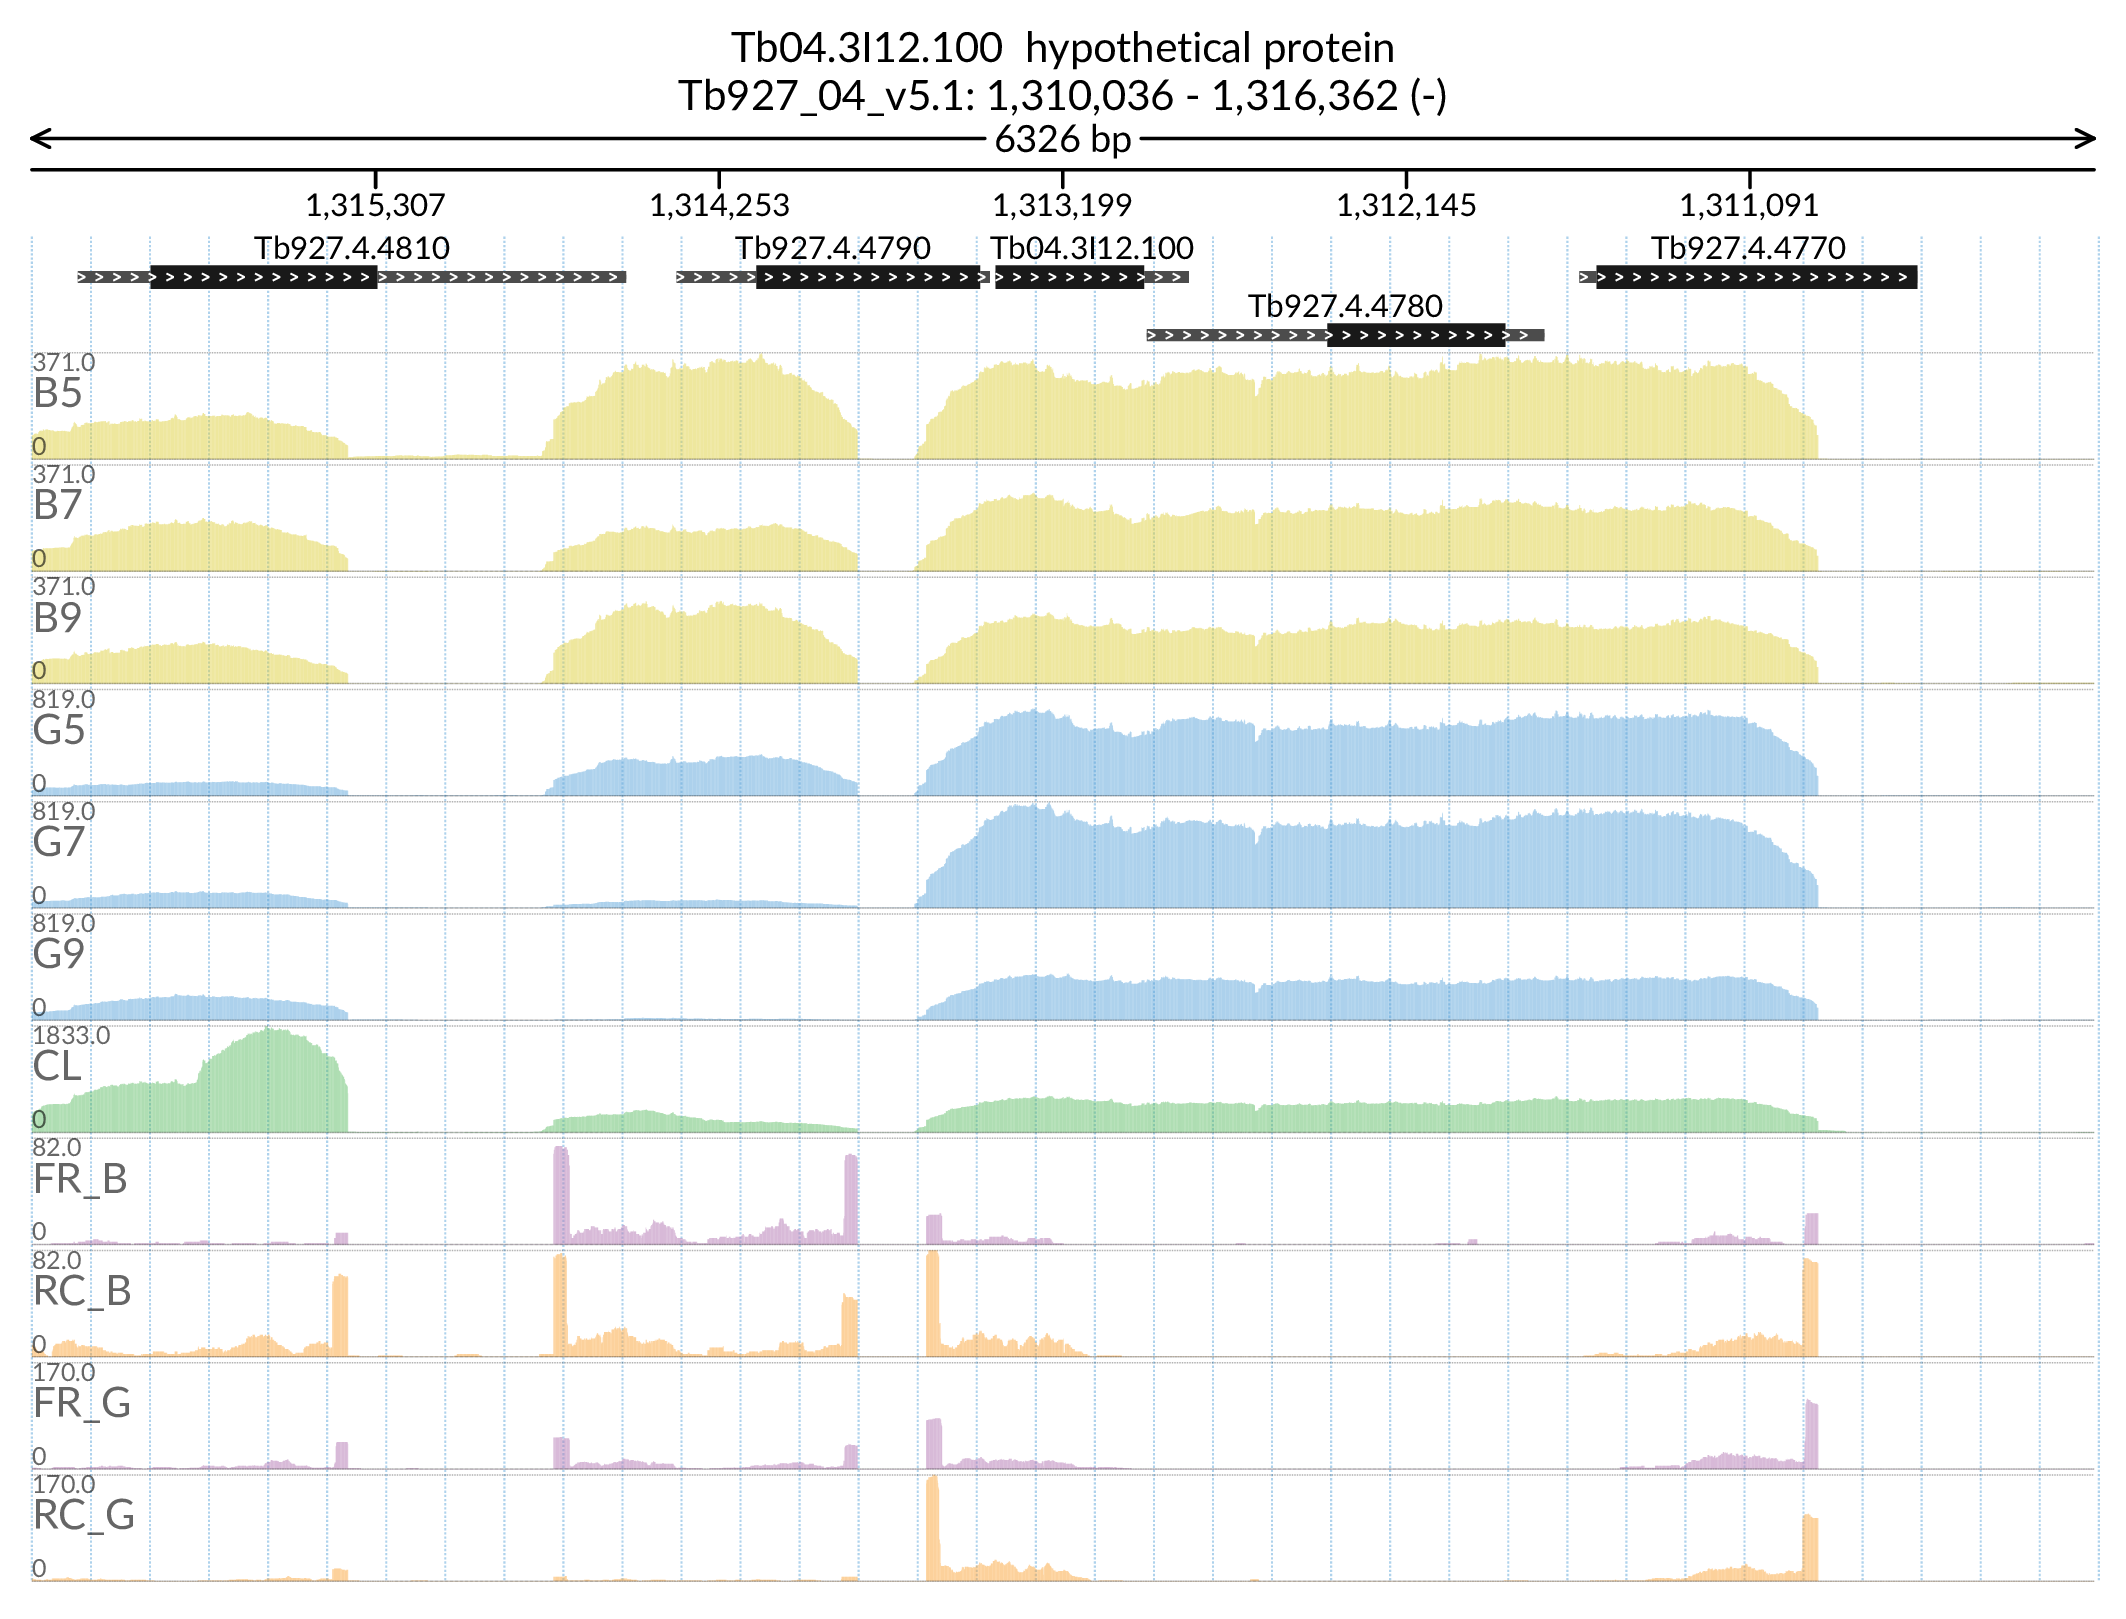 Tb04.3I12.100 hypothetical protein
Tb927_04_v5.1: 1,310,036 - 1,316,362 (-)
6326 bp
1,315,307 1,314,253 1,313,199 1,312,145 1,311,091
Tb927.4.4810 Tb927.4.4790 Tb04.3I12.100 Tb927.4.4770
Tb927.4.4780
371.0
B5
0
371.0
B7
0
371.0
B9
0
819.0
G5
0
819.0
G7
0
819.0
G9
0
1833.0
CL
0
82.0
FR_B
0
82.0
RC_B
0
170.0
FR_G
0
170.0
RC_G
0